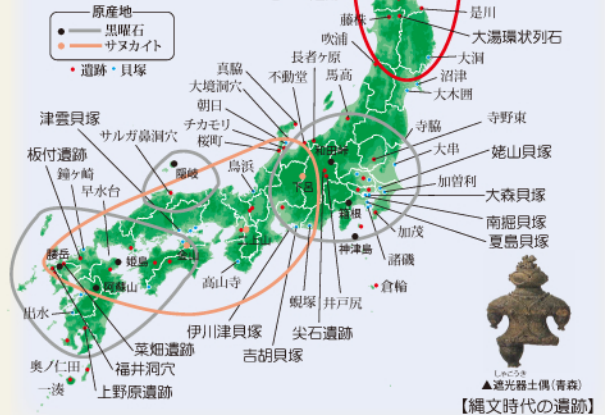 原産地
黒曜石
サヌカイト
遺跡・貝塚
是川
藤株
大湯環状列石
吹浦
長者ヶ原
大洞
真脇
不動堂
馬高
沼津
大境洞穴
大木囲
朝日
津雲貝塚
チカモリ
寺脇
寺野東
サルガ鼻洞穴
桜町
大串
姥山貝塚
板付遺跡
隠岐
鳥浜
和田峠
鐘ヶ崎
下呂
加曽利
早水台
大森貝塚
箱根
南掘貝塚
加茂
夏島貝塚
腰岳
姫島
金山
二上山
神津島
諸磯
阿蘇山
高山寺
蜆塚
井戸尻
倉輪
出水
伊川津貝塚
尖石遺跡
菜畑遺跡
吉胡貝塚
奥ノ仁田
福井洞穴
一湊
上野原遺跡
しゃこうき
▲遮光器土偶(青森)
【縄文時代の遺跡】